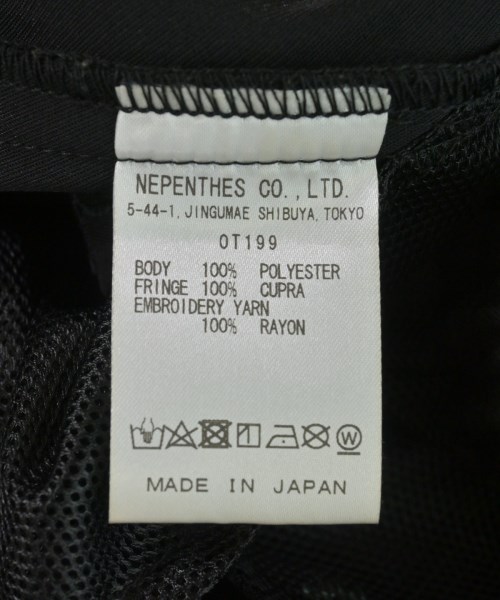 NEPENTHES CO., LTD.
5-44-1, JINGUMAE SHIBUYA, TOKYO
OT199
BODY 100% POLYESTER
FRINGE 100% CUPRA
EMBROIDERY YARN
100% RAYON
W
MADE IN JAPAN